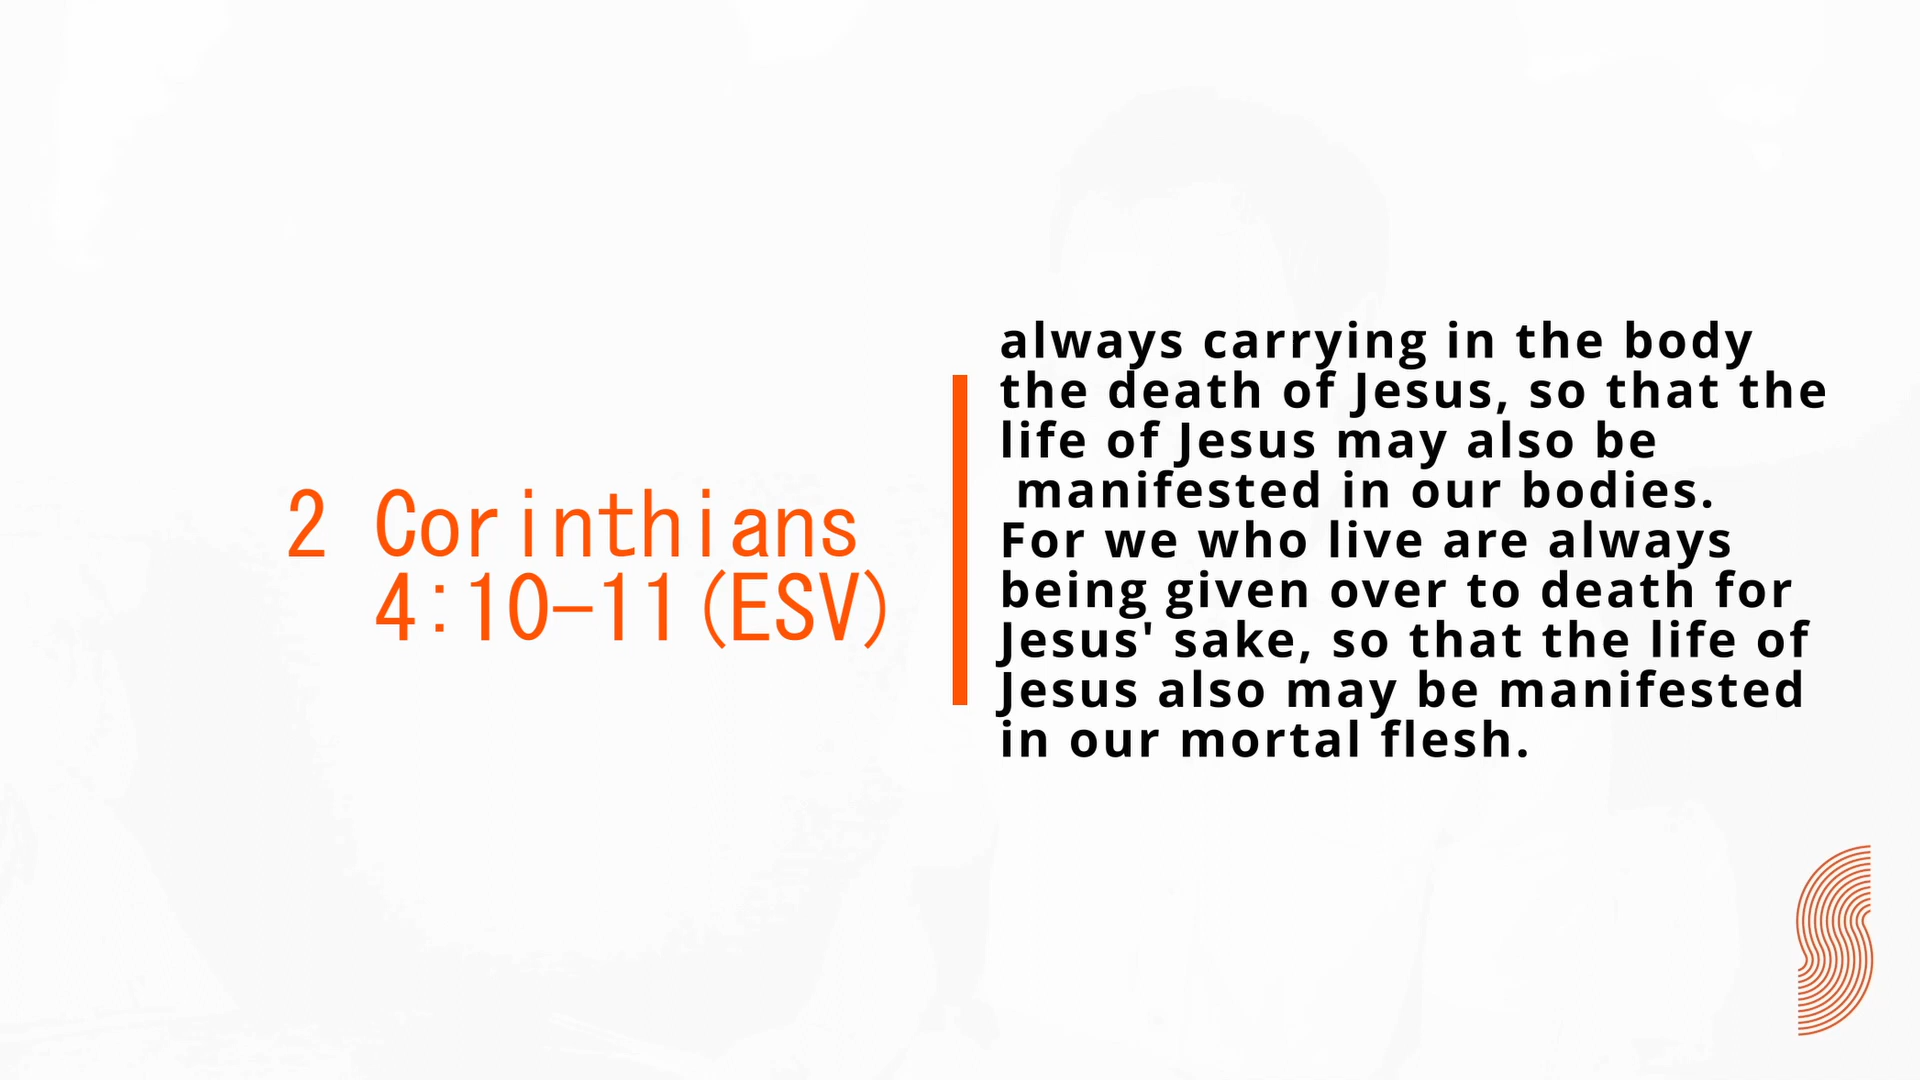 2 Corinthians
4:10-11(ESV)
always carrying in the body
the death of Jesus, so that the
life of Jesus may also be
manifested in our bodies.
For we who live are always
being given over to death for
Jesus' sake, so that the life of
Jesus also may be manifested
in our mortal flesh.